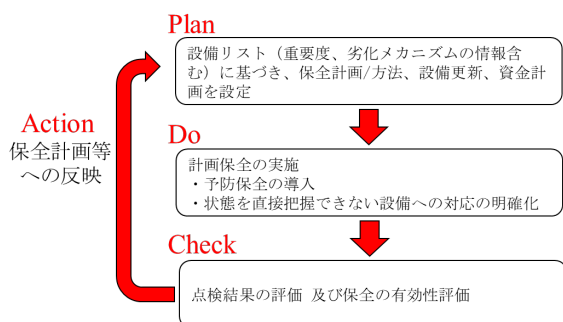 Plan
設備リスト（重要度、劣化メカニズムの情報含
む）に基づき、保全計画/方法、設備更新、資金計
画を設定
Do
計画保全の実施
・予防保全の導入
・状態を直接把握できない設備への対応の明確化
Check
点検結果の評価 及び保全の有効性評価
Action
保全計画等
への反映